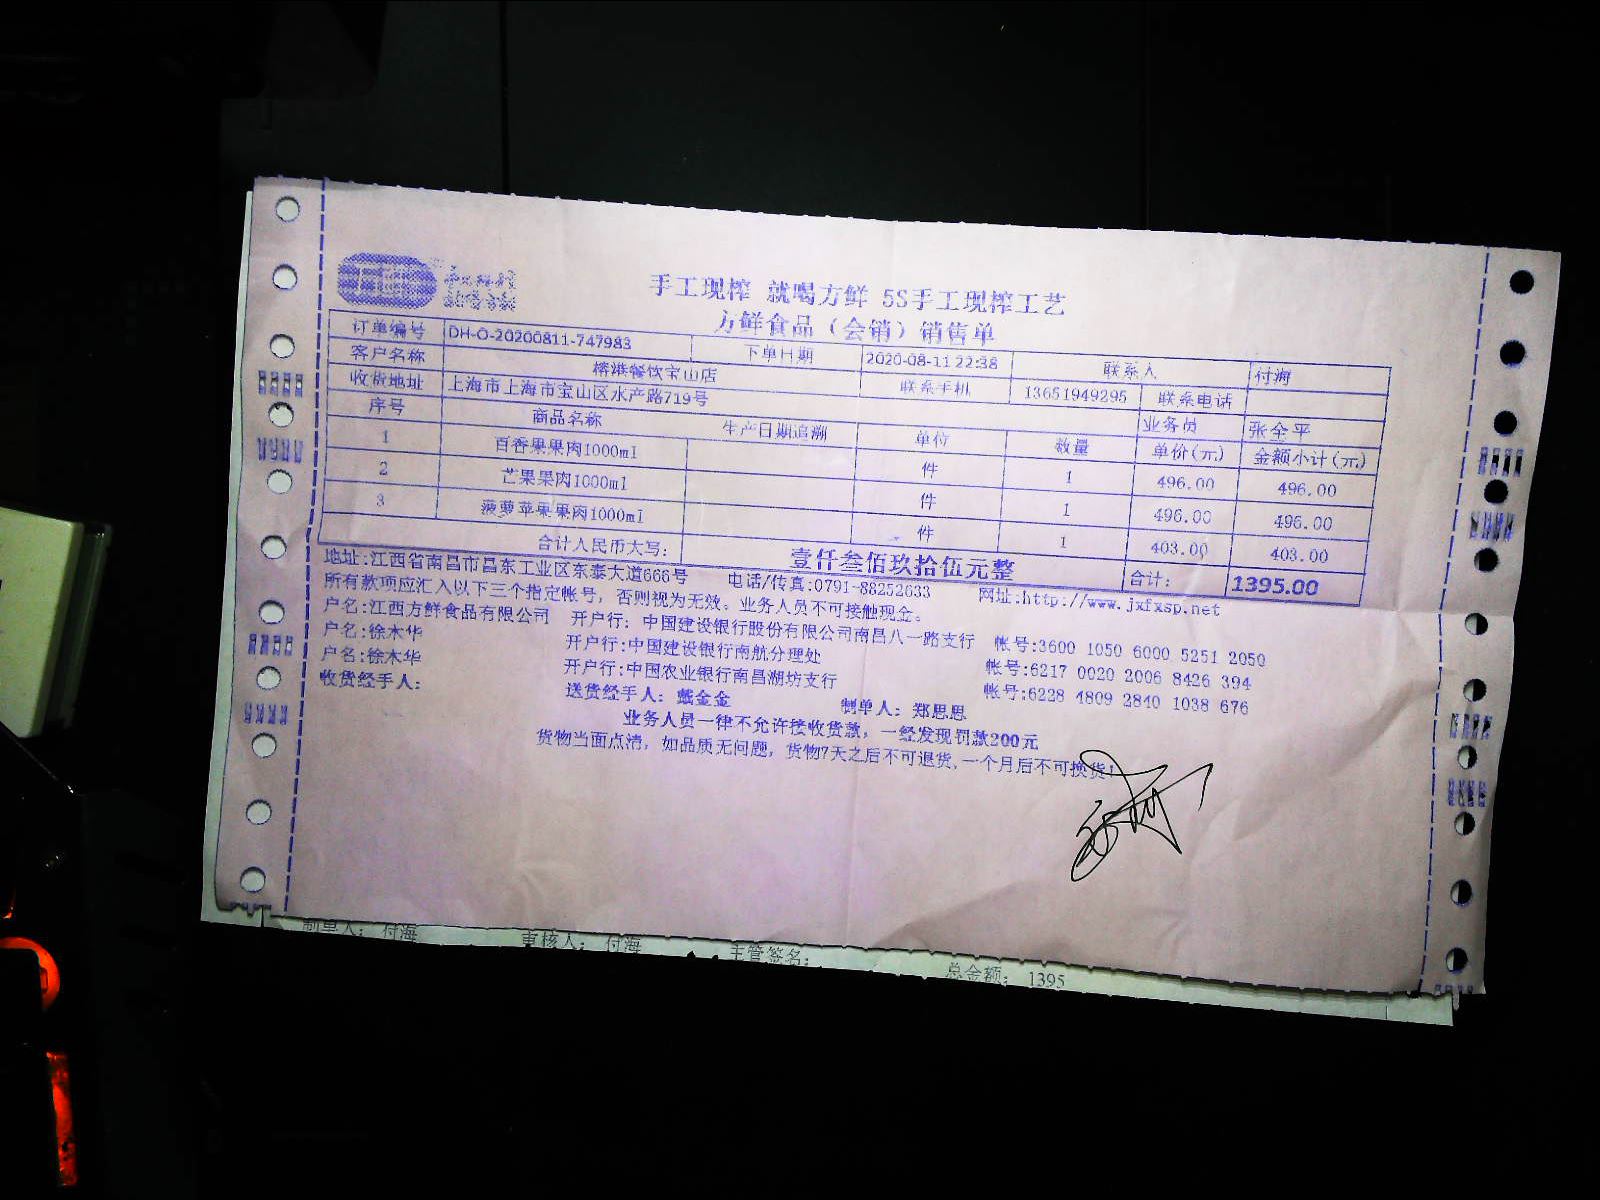 手工现榨 就喝方鲜 5S手工现榨工艺
方鲜食品（会销）销售单
订单编号 DH-O-20200811-747983 下单日期 2020-08-11 22:38 联系人 付海
客户名称 榕港餐饮宝山店 联系手机 13651949295 联系电话
收货地址 上海市上海市宝山区水产路719号 业务员 张全平
序号 商品名称 生产日期追溯 单位 数量 单价(元) 金额小计(元)
1 百香果果肉1000ml 件 1 496.00 496.00
2 芒果果肉1000ml 件 1 496.00 496.00
3 菠萝苹果果肉1000ml 件 1 403.00 403.00
合计人民币大写: 壹仟叁佰玖拾伍元整 合计: 1395.00
地址:江西省南昌市昌东工业区东泰大道666号 电话/传真:0791-88252633 网址:http://www.jxfxsp.net
所有款项应汇入以下三个指定帐号，否则视为无效。业务人员不可接触现金。
户名:江西方鲜食品有限公司 开户行: 中国建设银行股份有限公司南昌八一路支行 帐号:3600 1050 6000 5251 2050
户名:徐木华 开户行:中国建设银行南航分理处 帐号:6217 0020 2006 8426 394
户名:徐木华 开户行:中国农业银行南昌湖坊支行 帐号:6228 4809 2840 1038 676
收货经手人: 送货经手人: 戴金金 制单人: 郑思思
业务人员一律不允许接收货款，一经发现罚款200元
货物当面点清，如品质无问题，货物7天之后不可退货,一个月后不可换货!
制单人: 付海 审核人: 付海 主管签名: 总金额: 1395